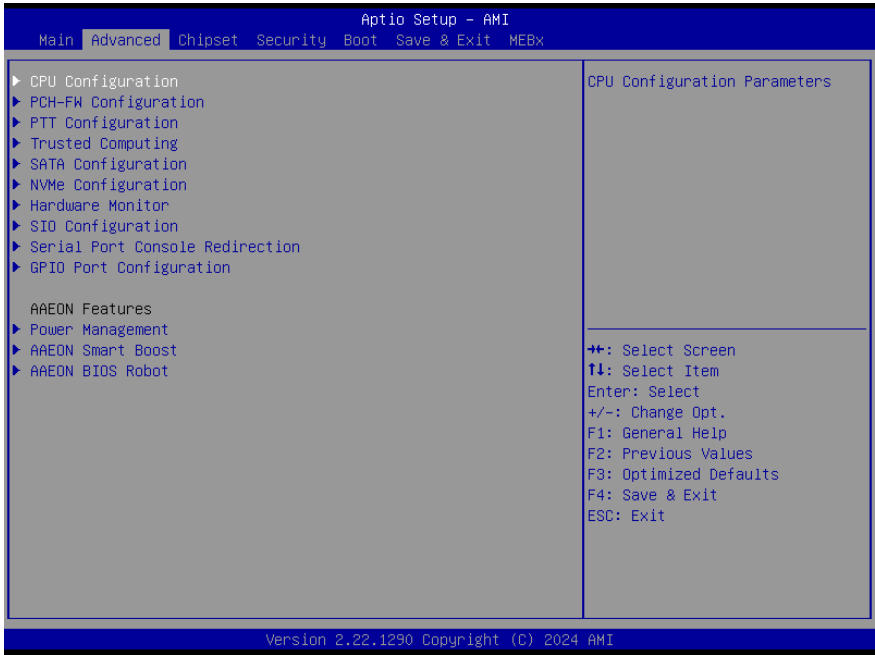 Aptio Setup – AMI
Main Advanced Chipset Security Boot Save & Exit MEBx
CPU Configuration
PCH-FW Configuration
PTT Configuration
Trusted Computing
SATA Configuration
NVMe Configuration
Hardware Monitor
SIO Configuration
Serial Port Console Redirection
GPIO Port Configuration
AAEON Features
Power Management
AAEON Smart Boost
AAEON BIOS Robot
CPU Configuration Parameters
→←: Select Screen
↑↓: Select Item
Enter: Select
+/-: Change Opt.
F1: General Help
F2: Previous Values
F3: Optimized Defaults
F4: Save & Exit
ESC: Exit
Version 2.22.1290 Copyright (C) 2024 AMI